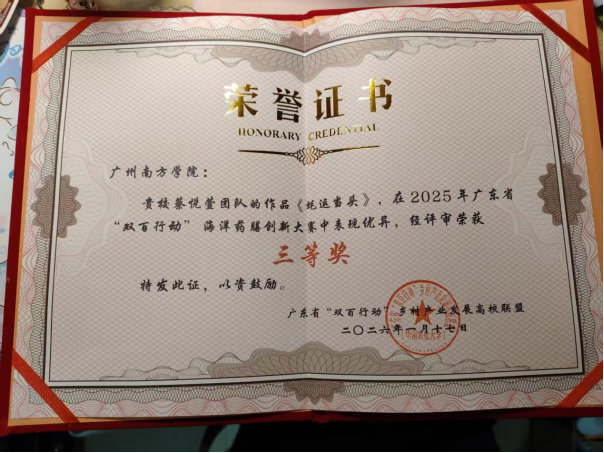 荣誉证书
HONORARY CREDENTIAL
广州南方学院：
贵校蔡悦萱团队的作品《蚝运当头》，在2025年广东省
“双百行动”海洋药膳创新大赛中表现优异，经评审荣获
三等奖
特发此证，以资鼓励。
广东省“双百行动”乡村产业发展高校联盟
二〇二六年一月十七日